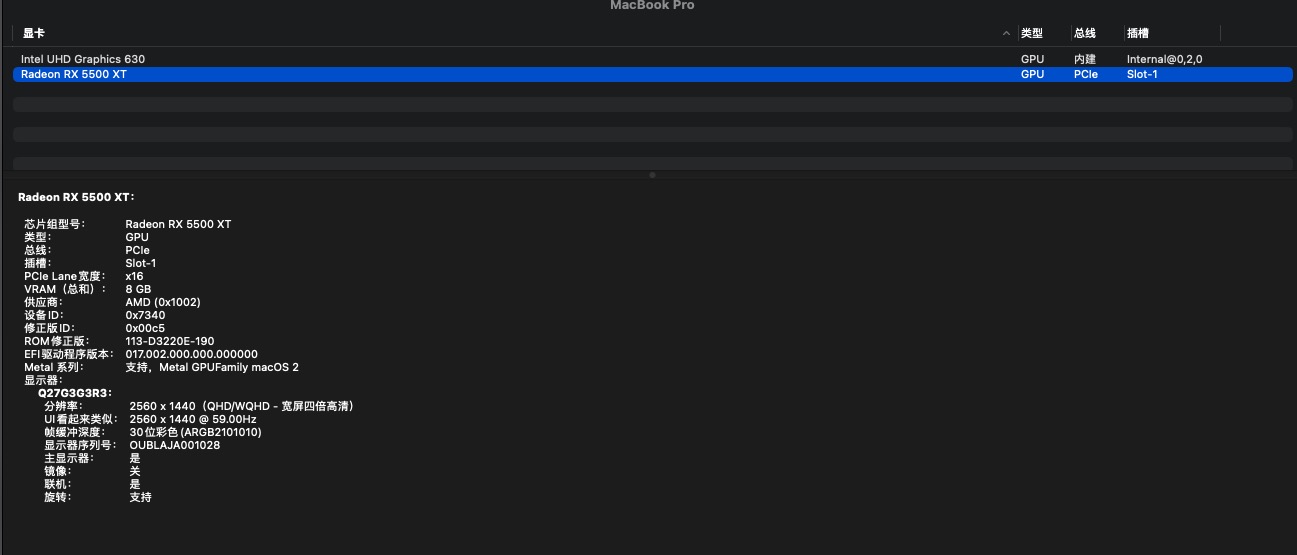 MacBook Pro
显卡 类型 总线 插槽
Intel UHD Graphics 630 GPU 内建 Internal@0,2,0
Radeon RX 5500 XT GPU PCIe Slot-1
Radeon RX 5500 XT：
芯片组型号： Radeon RX 5500 XT
类型： GPU
总线： PCIe
插槽： Slot-1
PCIe Lane宽度： x16
VRAM（总和）： 8 GB
供应商： AMD (0x1002)
设备ID： 0x7340
修正版ID： 0x00c5
ROM修正版： 113-D3220E-190
EFI驱动程序版本： 017.002.000.000.000000
Metal 系列： 支持，Metal GPUFamily macOS 2
显示器：
Q27G3G3R3：
分辨率： 2560 x 1440（QHD/WQHD - 宽屏四倍高清）
UI看起来类似： 2560 x 1440 @ 59.00Hz
帧缓冲深度： 30位彩色 (ARGB2101010)
显示器序列号： OUBLAJA001028
主显示器： 是
镜像： 关
联机： 是
旋转： 支持